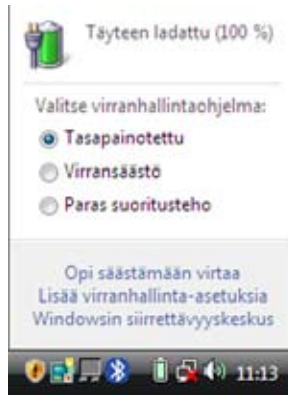 Täyteen ladattu (100 %)
Valitse virranhallintaohjelma:
Tasapainotettu
Virransäästö
Paras suoritusteho
Opi säästämään virtaa
Lisää virranhallinta-asetuksia
Windowsin siirrettävyyskeskus
11:13